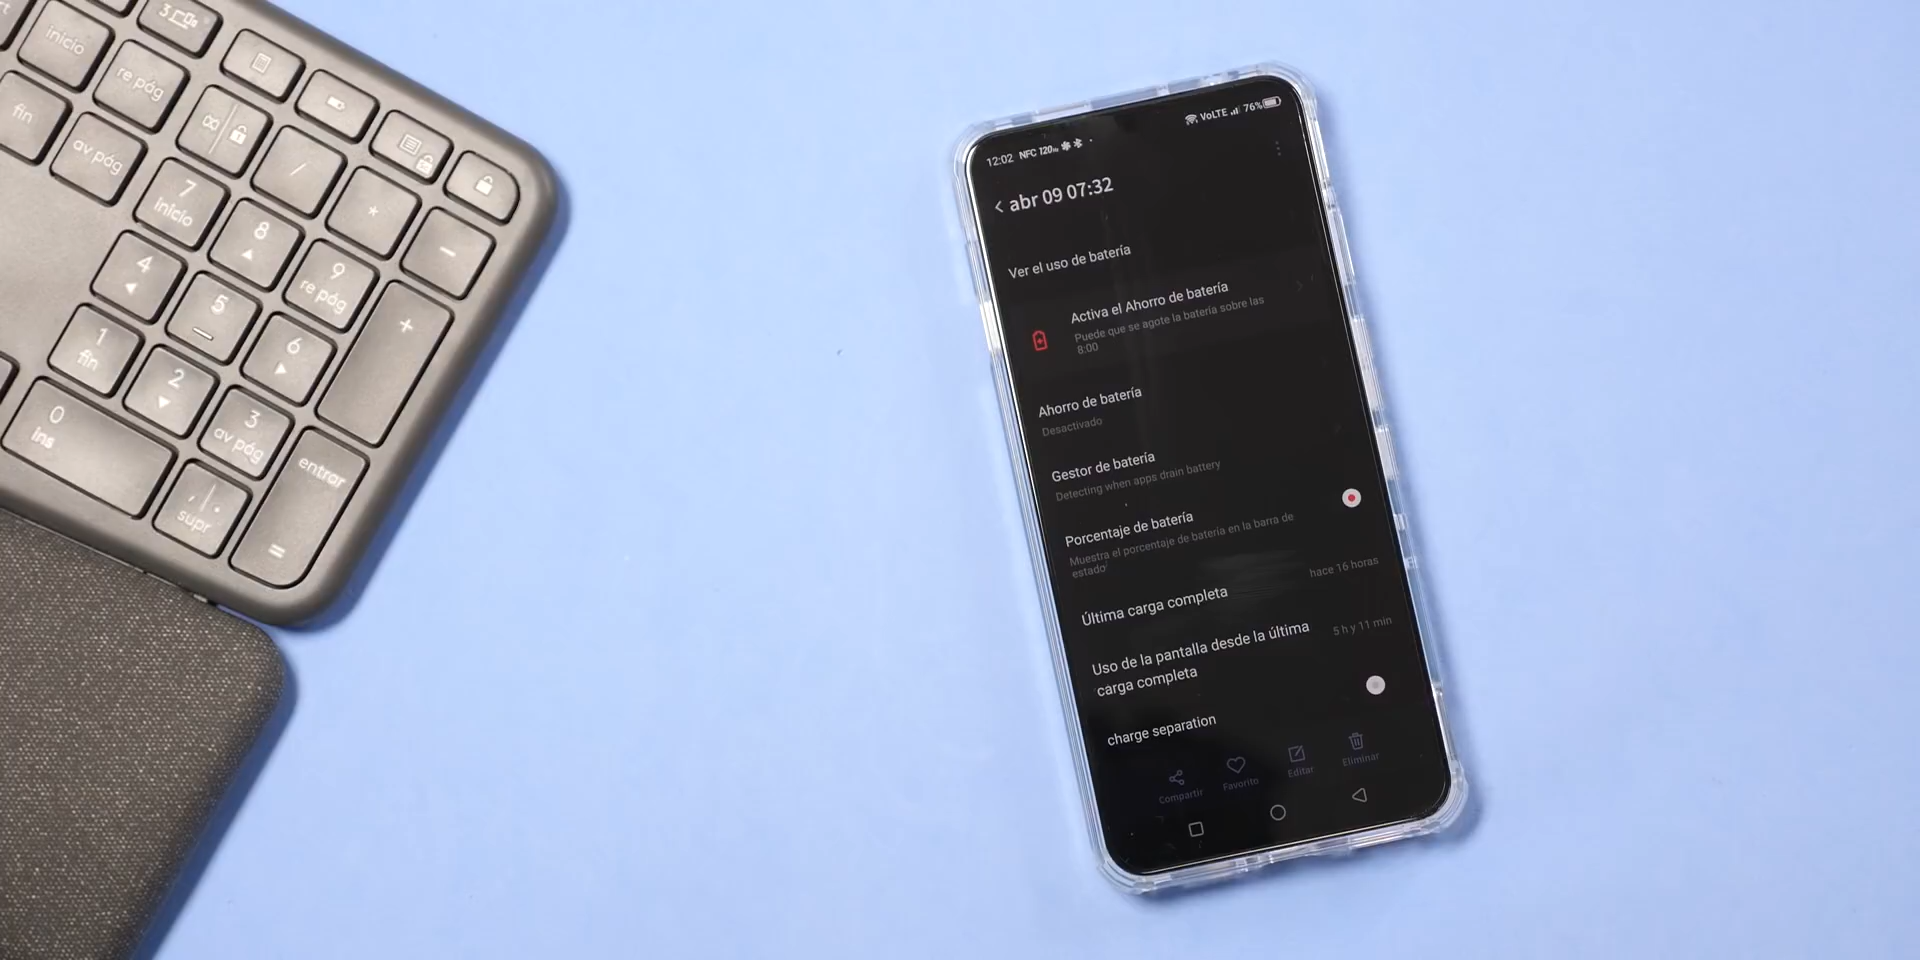 3
inicio
re pág
fin
av pág
∞
/
*
7
inicio
8
9
re pág
-
4
5
6
+
1
fin
2
3
av pág
0
ins
, .
supr
entrar
=
12:02 NFC 120Hz
VoLTE 76%
abr 09 07:32
Ver el uso de batería
Activa el Ahorro de batería
Puede que se agote la batería sobre las
8:00
Ahorro de batería
Desactivado
Gestor de batería
Detecting when apps drain battery
Porcentaje de batería
Muestra el porcentaje de batería en la barra de
estado
Última carga completa
hace 16 horas
Uso de la pantalla desde la última
carga completa
5 h y 11 min
charge separation
Compartir
Favorito
Editar
Eliminar